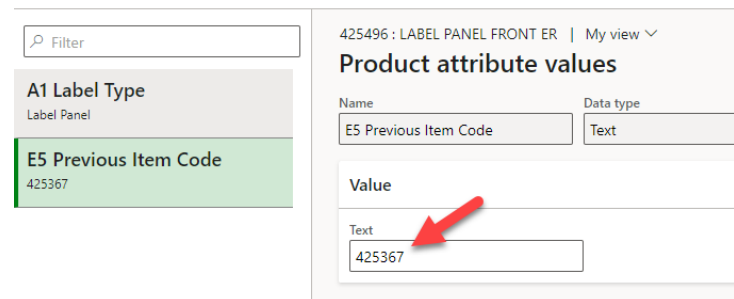 Filter
A1 Label Type
Label Panel
E5 Previous Item Code
425367
425496 : LABEL PANEL FRONT ER | My view
Product attribute values
Name Data type
E5 Previous Item Code Text
Value
Text
425367